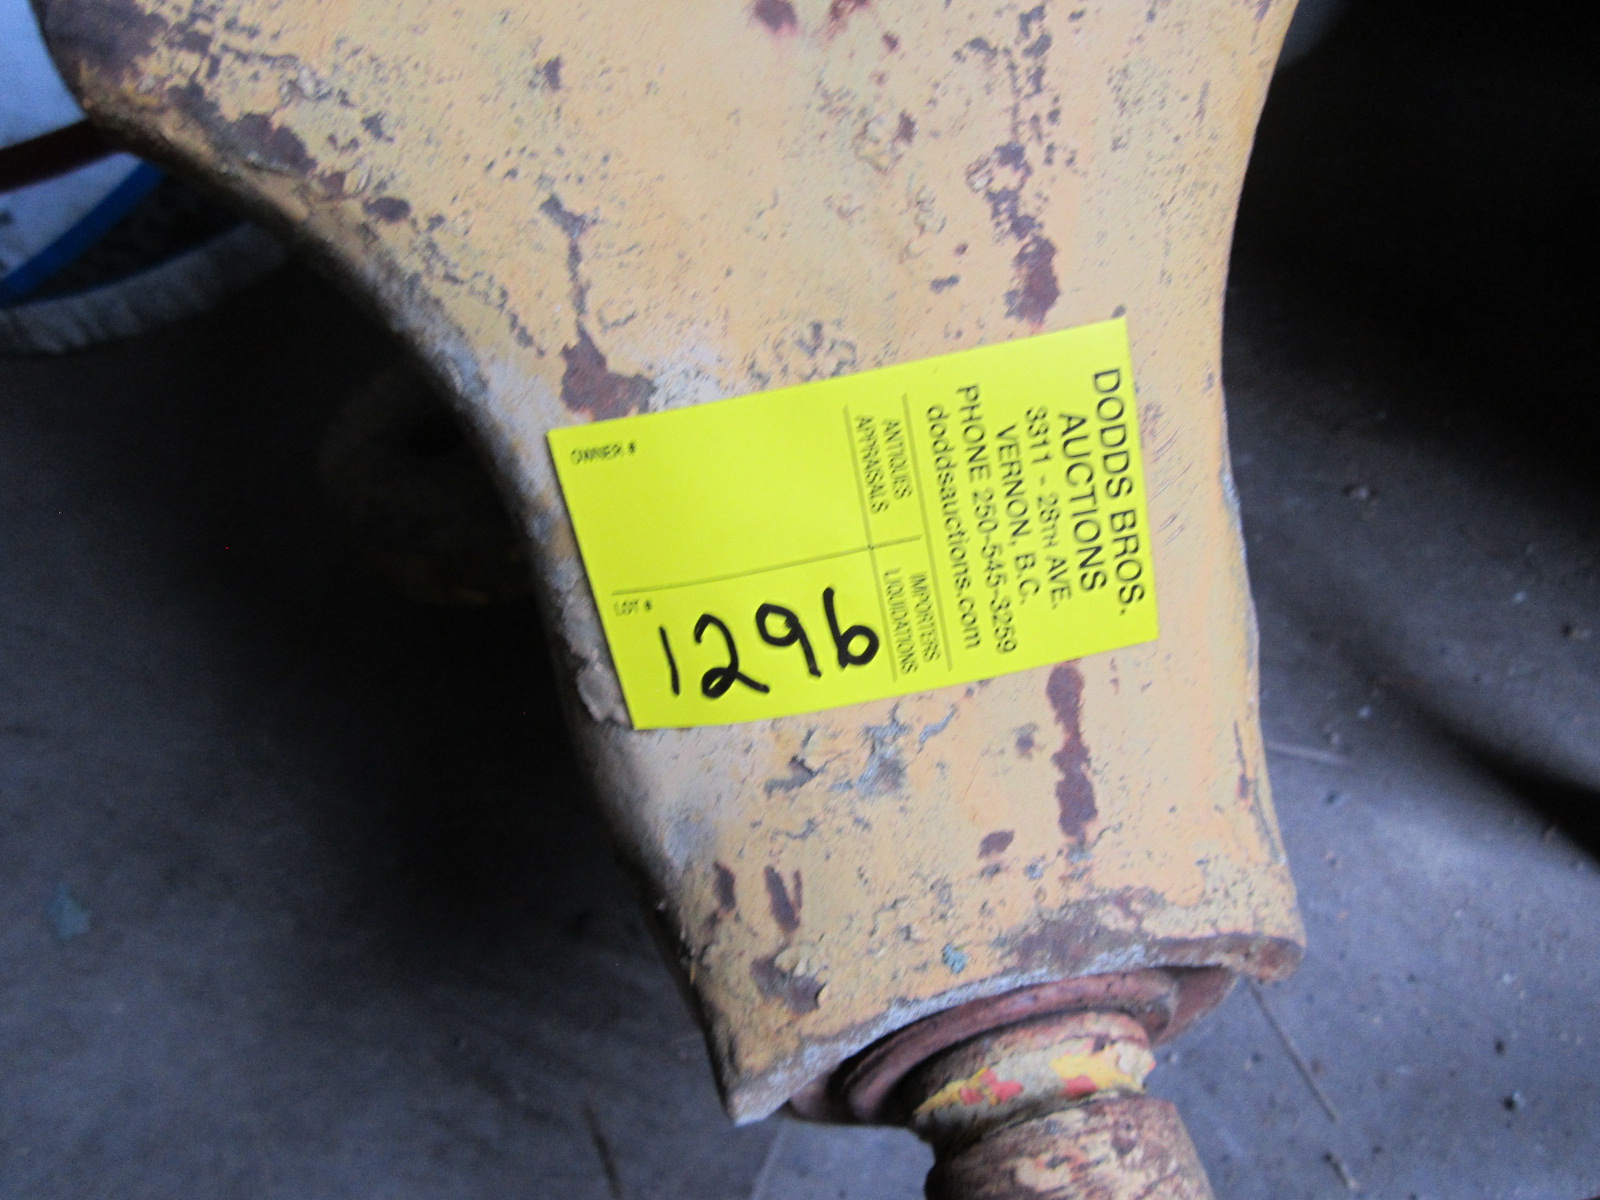 DODDS BROS.
AUCTIONS
3311 - 28TH AVE.
VERNON, B.C.
PHONE 250-545-3259
doddsauctions.com
ANTIQUES
APPRAISALS
IMPORTERS
LIQUIDATIONS
OWNER #
LOT #
1296